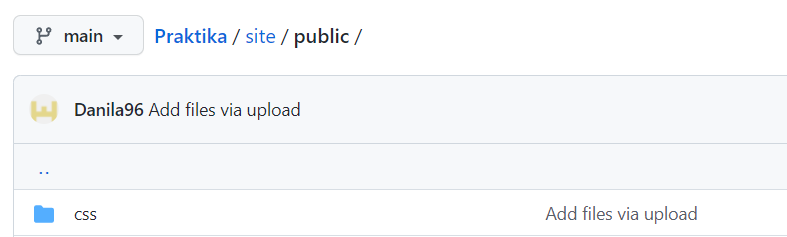 main Praktika / site / public /
Danila96 Add files via upload
..
css Add files via upload